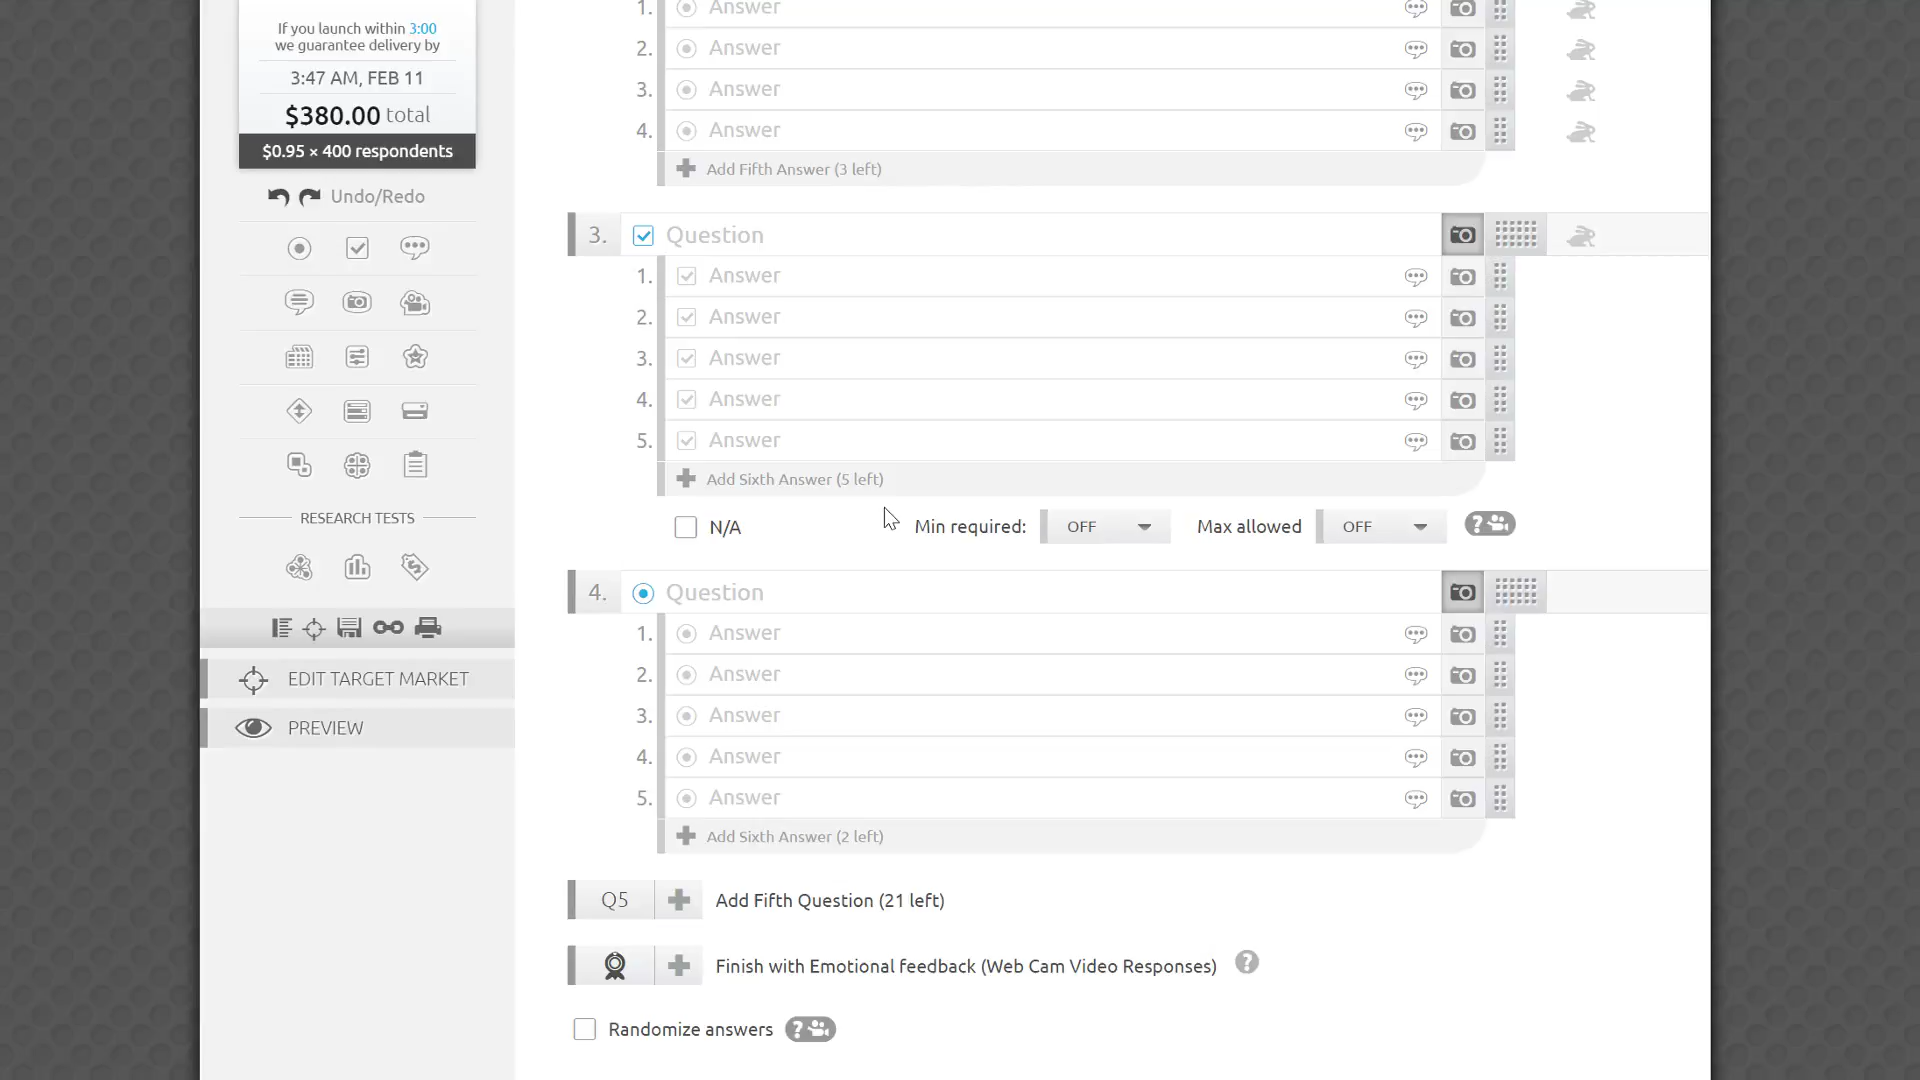 If you launch within 3:00
we guarantee delivery by
3:47 AM, FEB 11
$380.00 total
$0.95 × 400 respondents
Undo/Redo
RESEARCH TESTS
EDIT TARGET MARKET
PREVIEW
1. Answer
2. Answer
3. Answer
4. Answer
Add Fifth Answer (3 left)
3. Question
1. Answer
2. Answer
3. Answer
4. Answer
5. Answer
Add Sixth Answer (5 left)
N/A Min required: OFF Max allowed OFF ?
4. Question
1. Answer
2. Answer
3. Answer
4. Answer
5. Answer
Add Sixth Answer (2 left)
Q5 Add Fifth Question (21 left)
Finish with Emotional feedback (Web Cam Video Responses) ?
Randomize answers ?